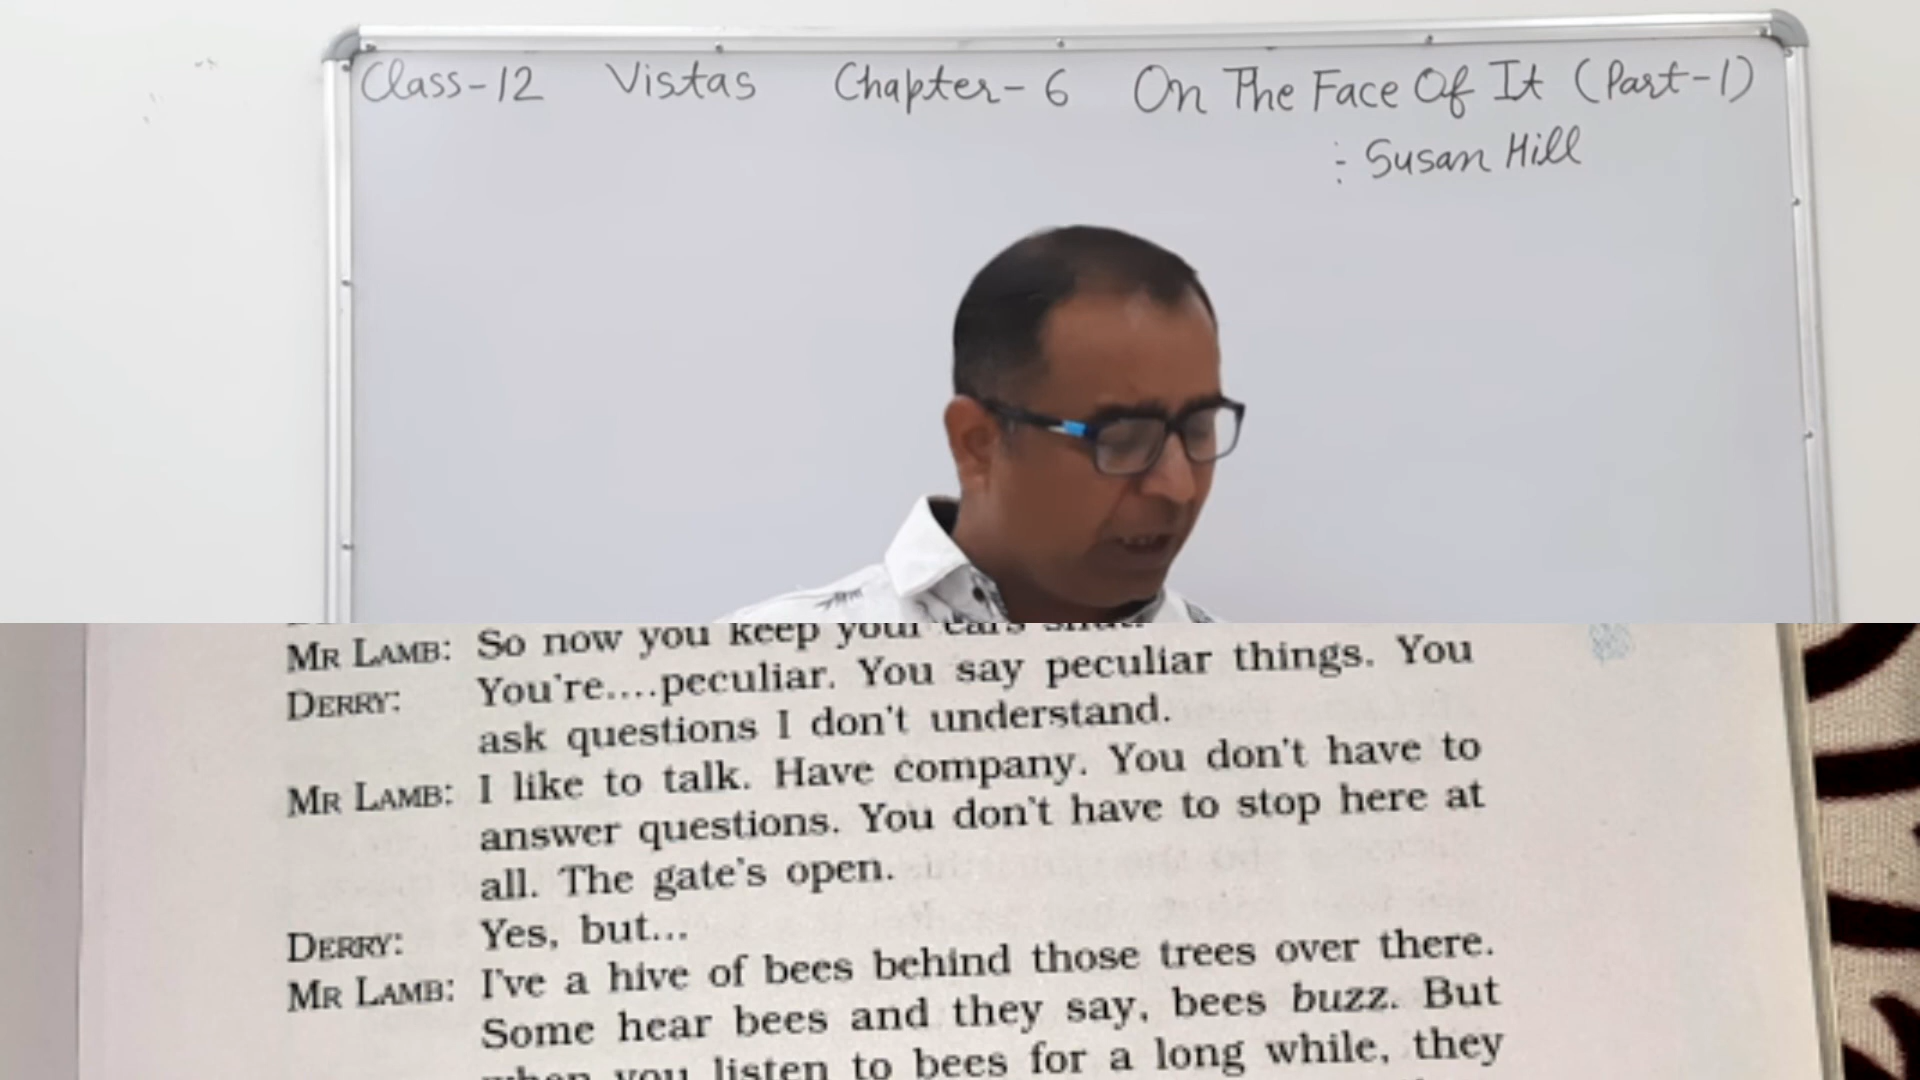 Class-12 Vistas Chapter-6 On The Face Of It (Part-1)
:- Susan Hill
MR LAMB: So now you keep your ears shut.
DERRY: You're....peculiar. You say peculiar things. You
ask questions I don't understand.
MR LAMB: I like to talk. Have company. You don't have to
answer questions. You don't have to stop here at
all. The gate's open.
DERRY: Yes, but...
MR LAMB: I've a hive of bees behind those trees over there.
Some hear bees and they say, bees buzz. But
when you listen to bees for a long while, they